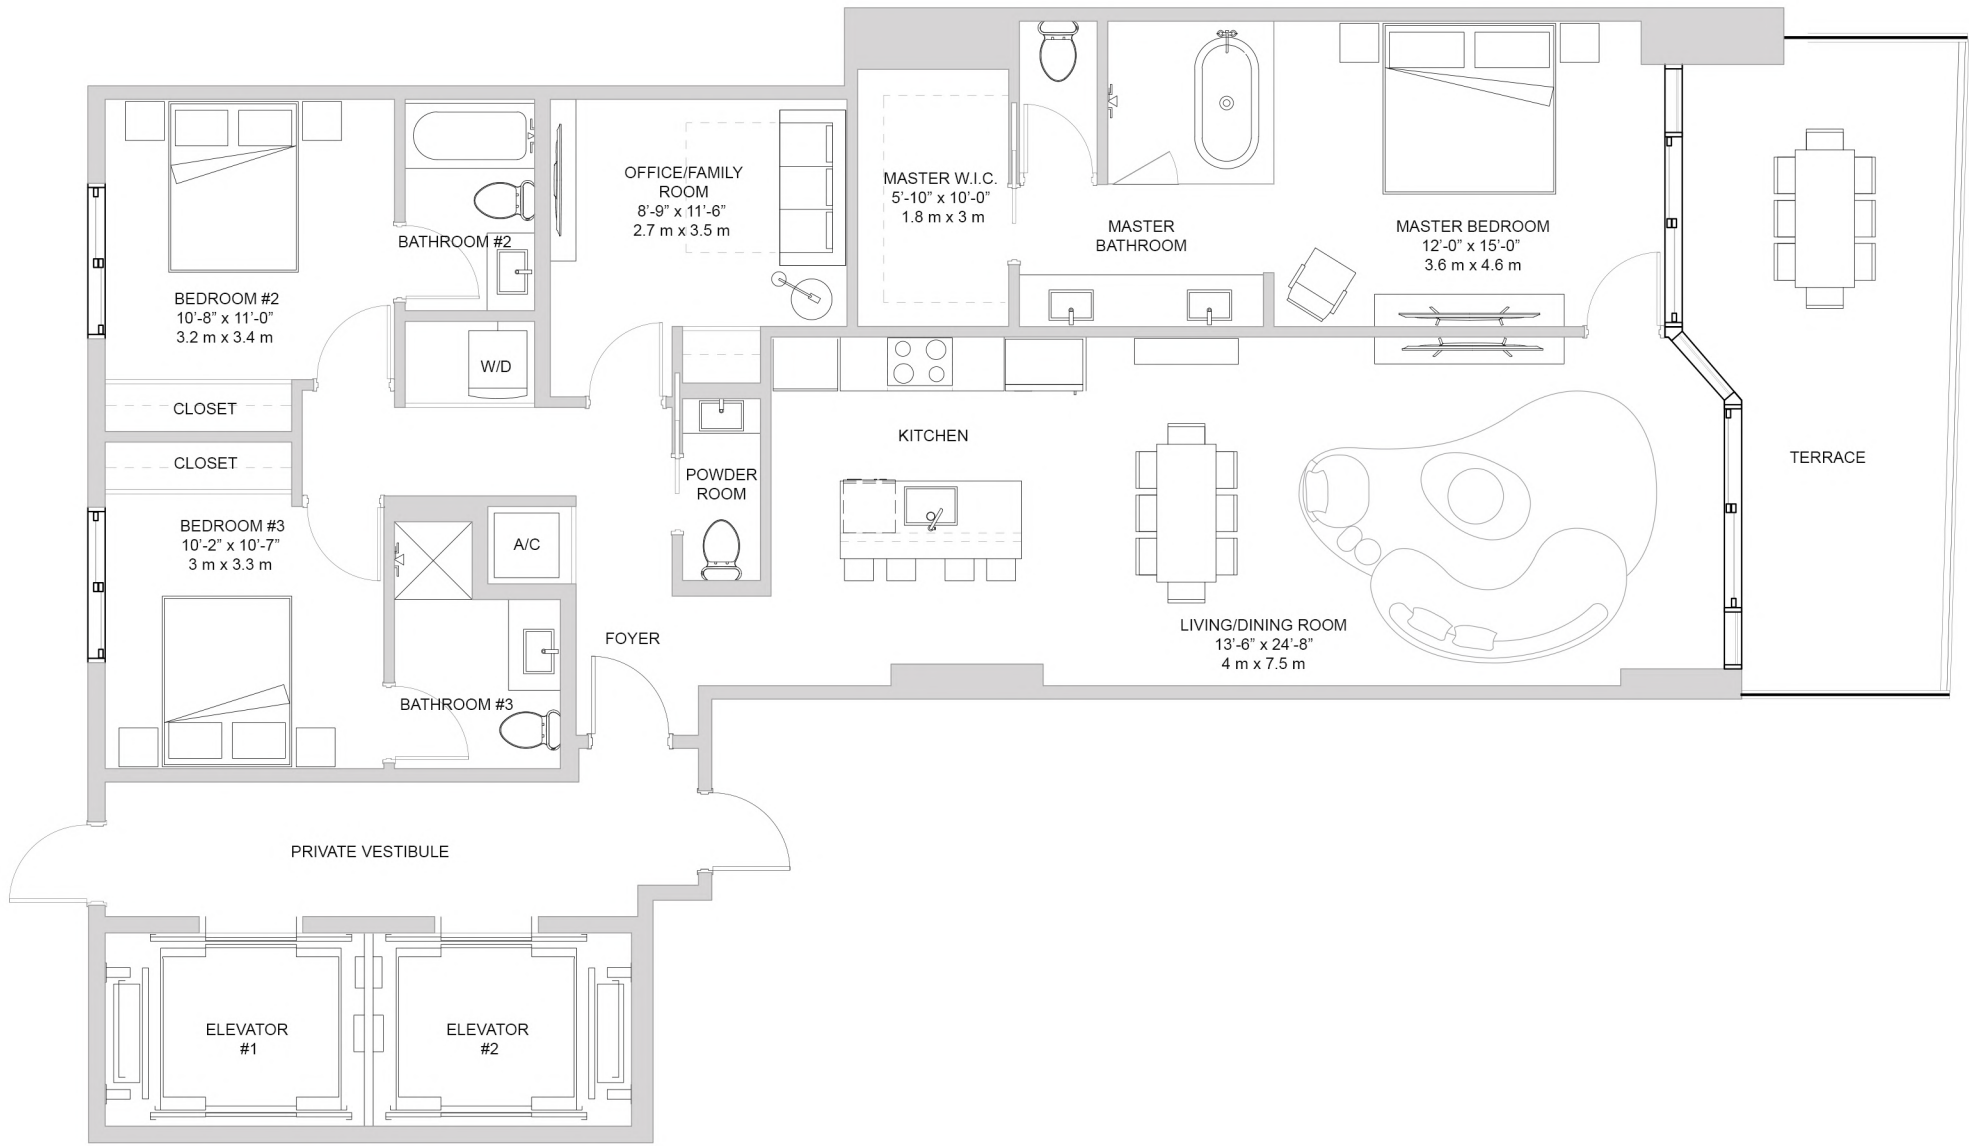 MASTER W.I.C.
5'-10” x 10'-0”
1.8 m x 3 m
OFFICE/FAMILY
ROOM
8'-9” x 11'-6”
2.7 m x 3.5 m
MASTER
BATHROOM
MASTER BEDROOM
12'-0” x 15'-0”
3.6 m x 4.6 m
BATHROOM #2
BEDROOM #2
10'-8” x 11'-0”
3.2 m x 3.4 m
W/D
CLOSET
CLOSET
KITCHEN
TERRACE
POWDER
ROOM
BEDROOM #3
10'-2” x 10'-7”
3 m x 3.3 m
A/C
FOYER
LIVING/DINING ROOM
13'-6” x 24'-8”
4 m x 7.5 m
BATHROOM #3
PRIVATE VESTIBULE
ELEVATOR
#1
ELEVATOR
#2